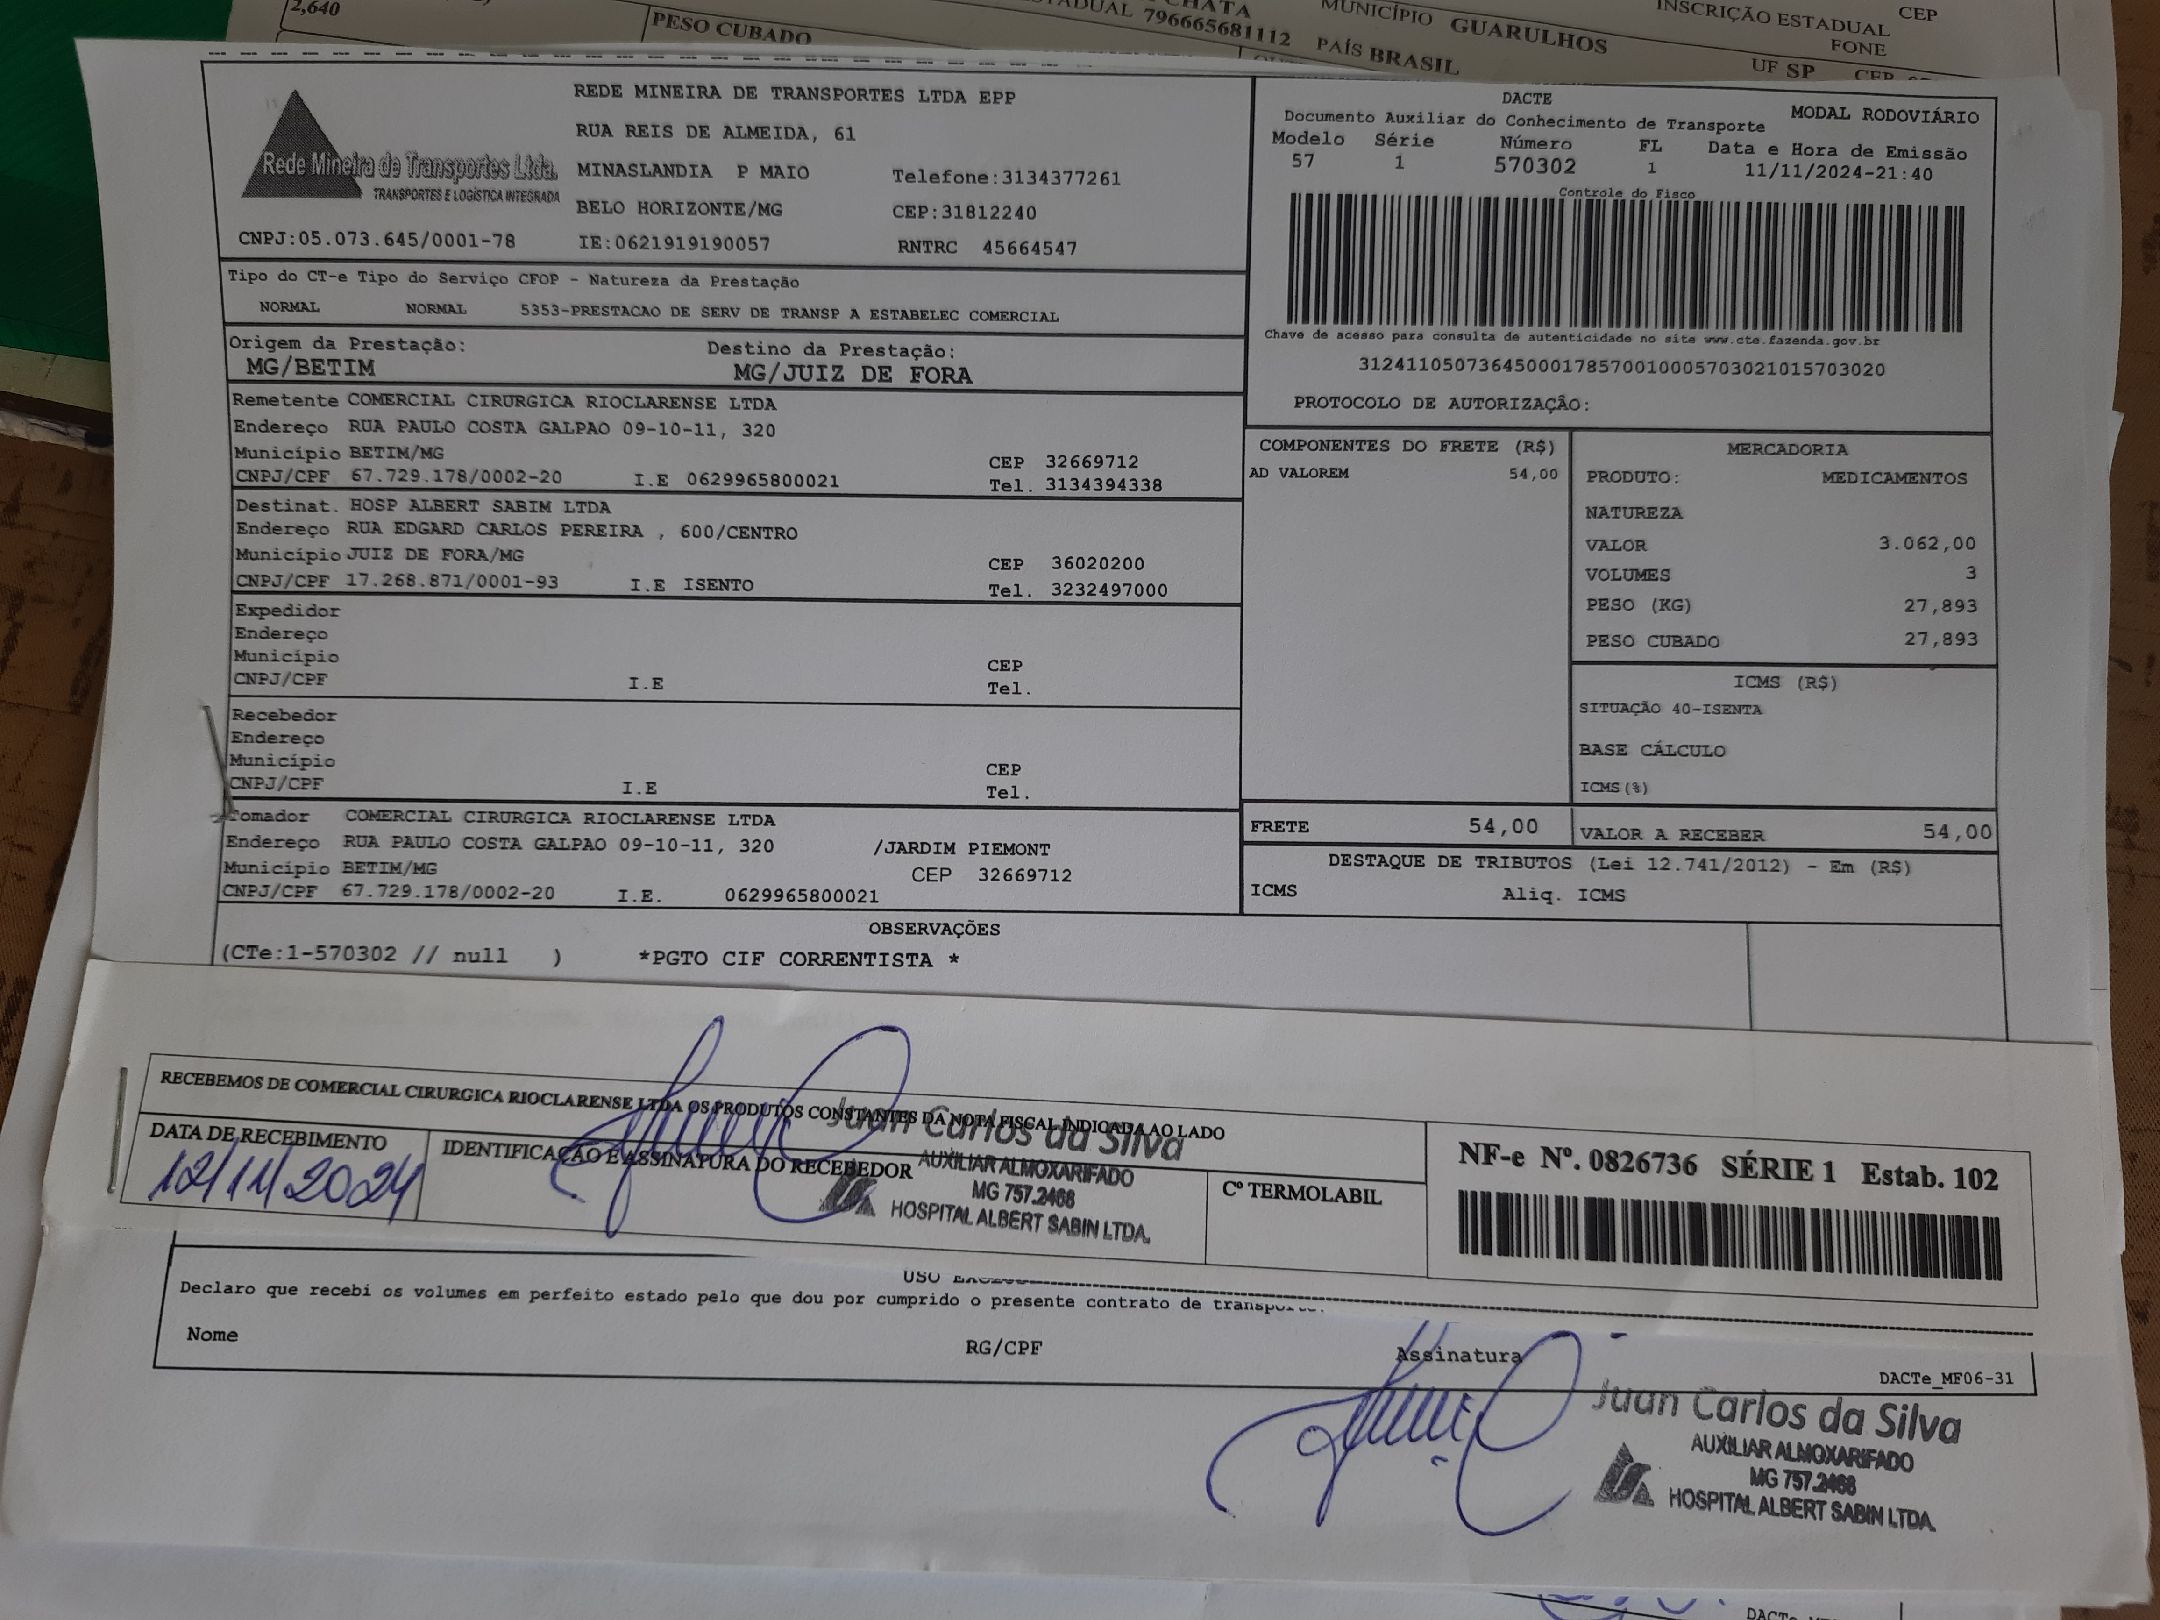 2,640
PESO CUBADO
CHATA
796665681112
MUNICÍPIO GUARULHOS
PAÍS BRASIL
INSCRIÇÃO ESTADUAL
CEP
FONE
UF SP
CEP
Rede Mineira de Transportes Ltda.
TRANSPORTES E LOGÍSTICA INTEGRADA
CNPJ:05.073.645/0001-78
REDE MINEIRA DE TRANSPORTES LTDA EPP
RUA REIS DE ALMEIDA, 61
MINASLANDIA P MAIO Telefone:3134377261
BELO HORIZONTE/MG CEP:31812240
IE:0621919190057 RNTRC 45664547
DACTE
Documento Auxiliar do Conhecimento de Transporte MODAL RODOVIÁRIO
Modelo Série Número FL Data e Hora de Emissão
57 1 570302 1 11/11/2024-21:40
Controle do Fisco
Chave de acesso para consulta de autenticidade no site www.cte.fazenda.gov.br
31241105073645000178570010005703021015703020
PROTOCOLO DE AUTORIZAÇÃO:
Tipo do CT-e Tipo do Serviço CFOP - Natureza da Prestação
NORMAL NORMAL 5353-PRESTACAO DE SERV DE TRANSP A ESTABELEC COMERCIAL
Origem da Prestação: Destino da Prestação:
MG/BETIM MG/JUIZ DE FORA
Remetente COMERCIAL CIRURGICA RIOCLARENSE LTDA
Endereço RUA PAULO COSTA GALPAO 09-10-11, 320
Município BETIM/MG CEP 32669712
CNPJ/CPF 67.729.178/0002-20 I.E 0629965800021 Tel. 3134394338
Destinat. HOSP ALBERT SABIM LTDA
Endereço RUA EDGARD CARLOS PEREIRA , 600/CENTRO
Município JUIZ DE FORA/MG CEP 36020200
CNPJ/CPF 17.268.871/0001-93 I.E ISENTO Tel. 3232497000
Expedidor
Endereço
Município CEP
CNPJ/CPF I.E Tel.
Recebedor
Endereço
Município CEP
CNPJ/CPF I.E Tel.
Tomador COMERCIAL CIRURGICA RIOCLARENSE LTDA
Endereço RUA PAULO COSTA GALPAO 09-10-11, 320 /JARDIM PIEMONT
Município BETIM/MG CEP 32669712
CNPJ/CPF 67.729.178/0002-20 I.E. 0629965800021
COMPONENTES DO FRETE (R$)
AD VALOREM 54,00
MERCADORIA
PRODUTO: MEDICAMENTOS
NATUREZA
VALOR 3.062,00
VOLUMES 3
PESO (KG) 27,893
PESO CUBADO 27,893
ICMS (R$)
SITUAÇÃO 40-ISENTA
BASE CÁLCULO
ICMS(%)
FRETE 54,00 VALOR A RECEBER 54,00
DESTAQUE DE TRIBUTOS (Lei 12.741/2012) - Em (R$)
ICMS Aliq. ICMS
OBSERVAÇÕES
(CTe:1-570302 // null ) *PGTO CIF CORRENTISTA *
RECEBEMOS DE COMERCIAL CIRURGICA RIOCLARENSE LTDA OS PRODUTOS CONSTANTES DA NOTA FISCAL INDICADA AO LADO
DATA DE RECEBIMENTO IDENTIFICAÇÃO E ASSINATURA DO RECEBEDOR
12/11/2024
Juan Carlos da Silva
AUXILIAR ALMOXARIFADO
MG 757.2468
HOSPITAL ALBERT SABIN LTDA.
Cº TERMOLABIL
NF-e Nº. 0826736 SÉRIE 1 Estab. 102
USO
Declaro que recebi os volumes em perfeito estado pelo que dou por cumprido o presente contrato de
Nome RG/CPF Assinatura
DACTe_MF06-31
Juan Carlos da Silva
AUXILIAR ALMOXARIFADO
MG 757.2468
HOSPITAL ALBERT SABIN LTDA.